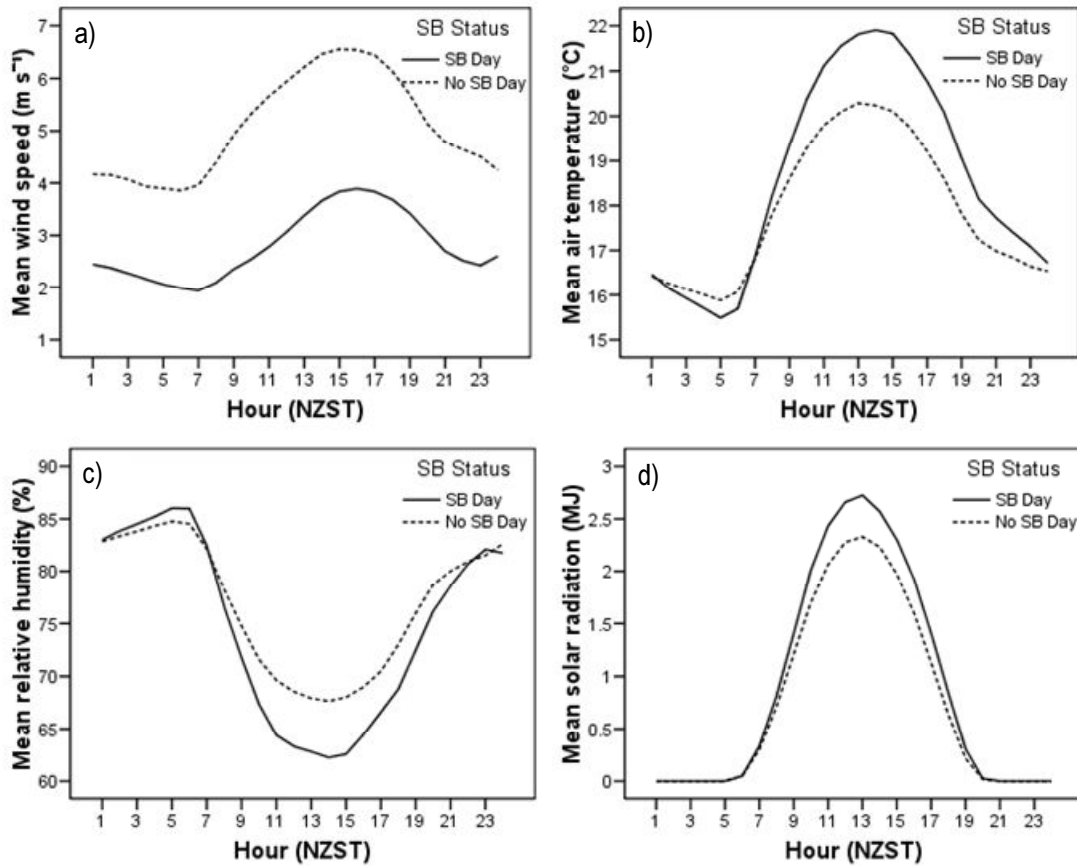 a)
SB Status
SB Day
No SB Day
Mean wind speed (m s⁻¹)
7
6
5
4
3
2
1
1 3 5 7 9 11 13 15 17 19 21 23
Hour (NZST)
b)
SB Status
SB Day
No SB Day
Mean air temperature (°C)
22
21
20
19
18
17
16
15
1 3 5 7 9 11 13 15 17 19 21 23
Hour (NZST)
c)
SB Status
SB Day
No SB Day
Mean relative humidity (%)
90
85
80
75
70
65
60
1 3 5 7 9 11 13 15 17 19 21 23
Hour (NZST)
d)
SB Status
SB Day
No SB Day
Mean solar radiation (MJ)
3
2.5
2
1.5
1
0.5
0
1 3 5 7 9 11 13 15 17 19 21 23
Hour (NZST)